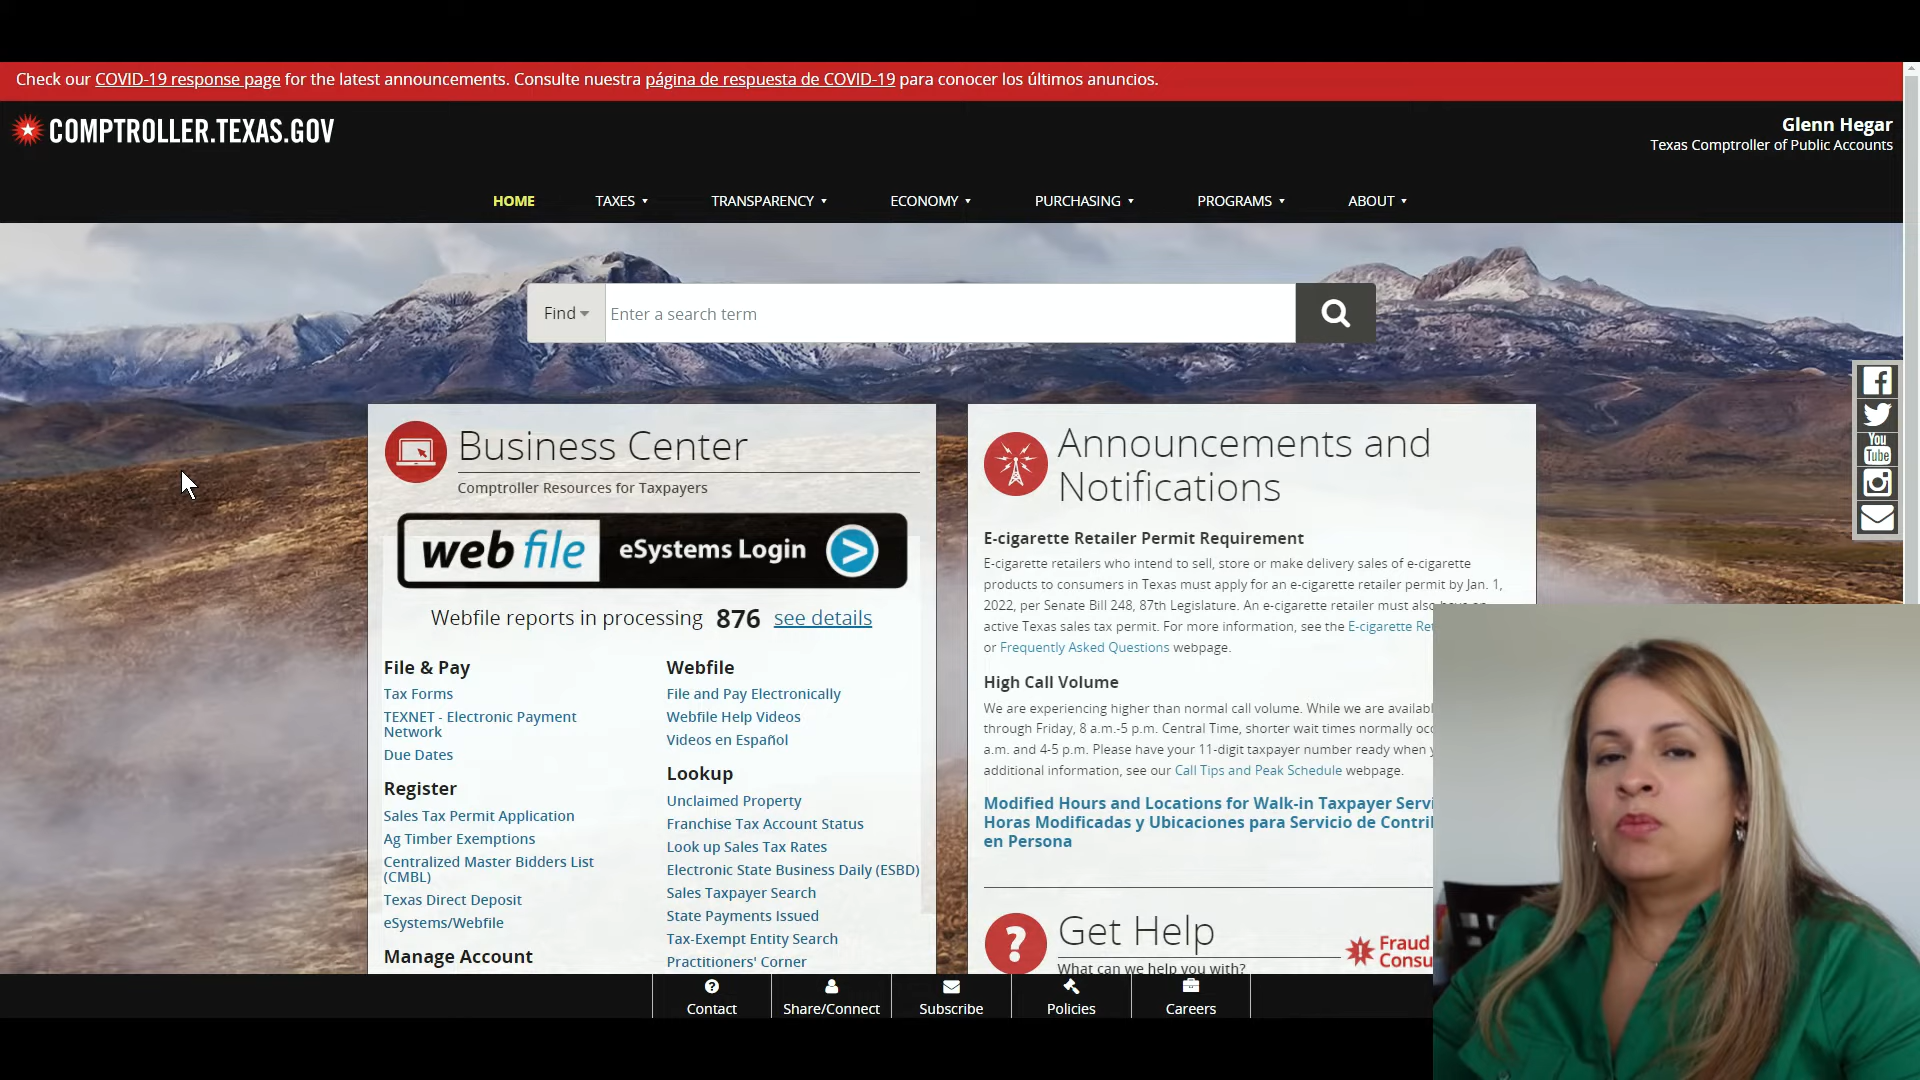 Check our COVID-19 response page for the latest announcements. Consulte nuestra página de respuesta de COVID-19 para conocer los últimos anuncios.
COMPTROLLER.TEXAS.GOV
Glenn Hegar
Texas Comptroller of Public Accounts
HOME TAXES TRANSPARENCY ECONOMY PURCHASING PROGRAMS ABOUT
Find Enter a search term
Business Center
Comptroller Resources for Taxpayers
web file eSystems Login
Webfile reports in processing 876 see details
File & Pay
Tax Forms
TEXNET - Electronic Payment
Network
Due Dates
Register
Sales Tax Permit Application
Ag Timber Exemptions
Centralized Master Bidders List
(CMBL)
Texas Direct Deposit
eSystems/Webfile
Manage Account
Webfile
File and Pay Electronically
Webfile Help Videos
Videos en Español
Lookup
Unclaimed Property
Franchise Tax Account Status
Look up Sales Tax Rates
Electronic State Business Daily (ESBD)
Sales Taxpayer Search
State Payments Issued
Tax-Exempt Entity Search
Practitioners' Corner
Announcements and
Notifications
E-cigarette Retailer Permit Requirement
E-cigarette retailers who intend to sell, store or make delivery sales of e-cigarette
products to consumers in Texas must apply for an e-cigarette retailer permit by Jan. 1,
2022, per Senate Bill 248, 87th Legislature. An e-cigarette retailer must also have an
active Texas sales tax permit. For more information, see the E-cigarette
or Frequently Asked Questions webpage.
High Call Volume
We are experiencing higher than normal call volume. While we are
through Friday, 8 a.m.-5 p.m. Central Time, shorter wait times normally
a.m. and 4-5 p.m. Please have your 11-digit taxpayer number ready when
additional information, see our Call Tips and Peak Schedule webpage.
Modified Hours and Locations for Walk-in Taxpayer
Horas Modificadas y Ubicaciones para Servicio de
en Persona
Get Help
What can we help you with?
Fraud
You
Tube
Contact Share/Connect Subscribe Policies Careers